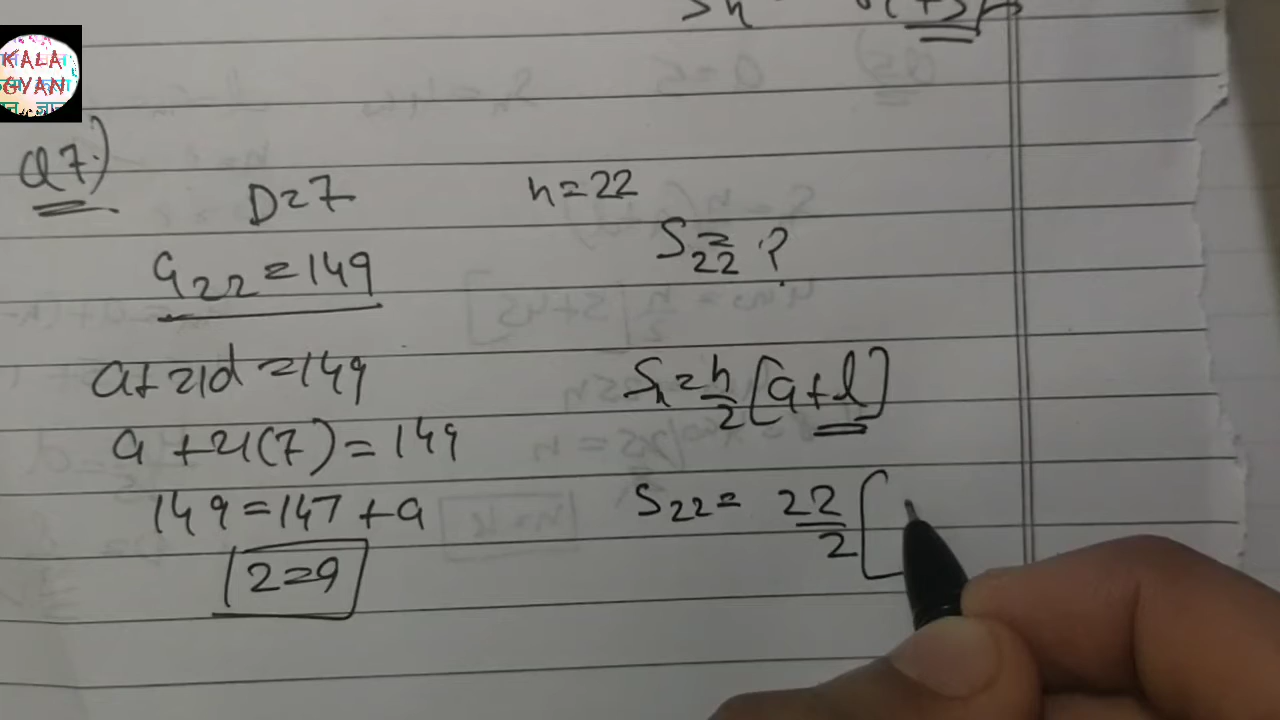 KALA
GYAN
Q7.)
D=7
n=22
a22=149
S22=?
a+21d=149
Sn=n/2[a+l]
a+21(7)=149
149=147+a
S22=22/2[
2=a